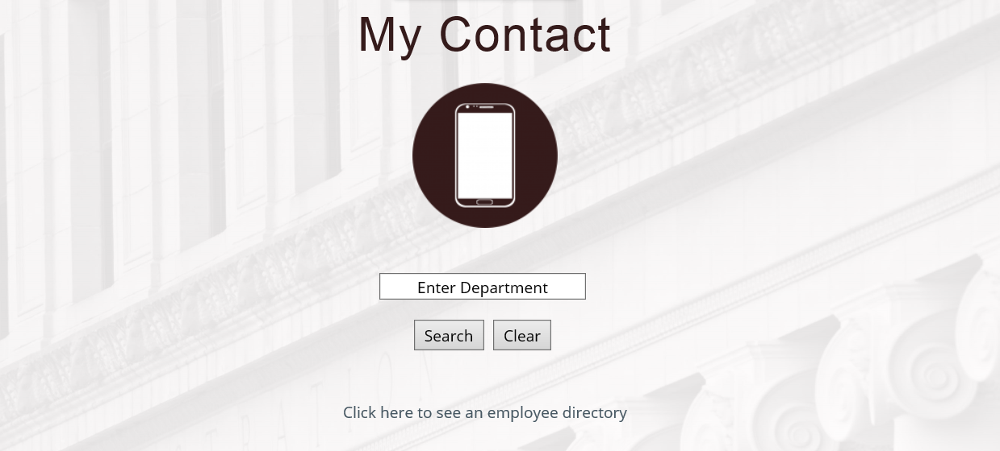 My Contact
Enter Department
Search Clear
Click here to see an employee directory